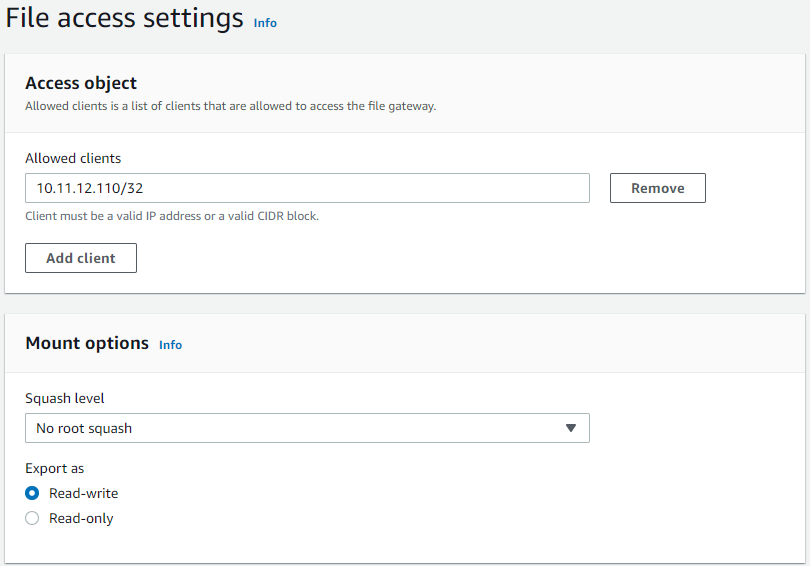 File access settings Info
Access object
Allowed clients is a list of clients that are allowed to access the file gateway.
Allowed clients
10.11.12.110/32
Remove
Client must be a valid IP address or a valid CIDR block.
Add client
Mount options Info
Squash level
No root squash
Export as
Read-write
Read-only